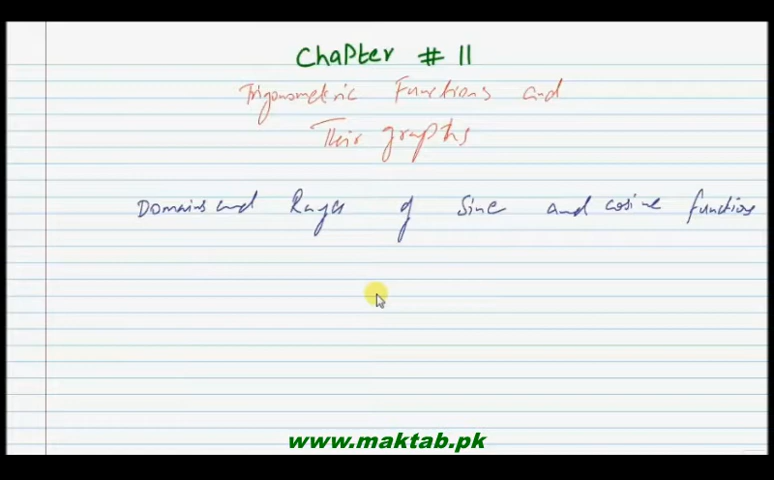 Chapter # 11
Trigonometric Functions and
Their graphs
Domains and Ranges of Sine and cosine functions
www.maktab.pk